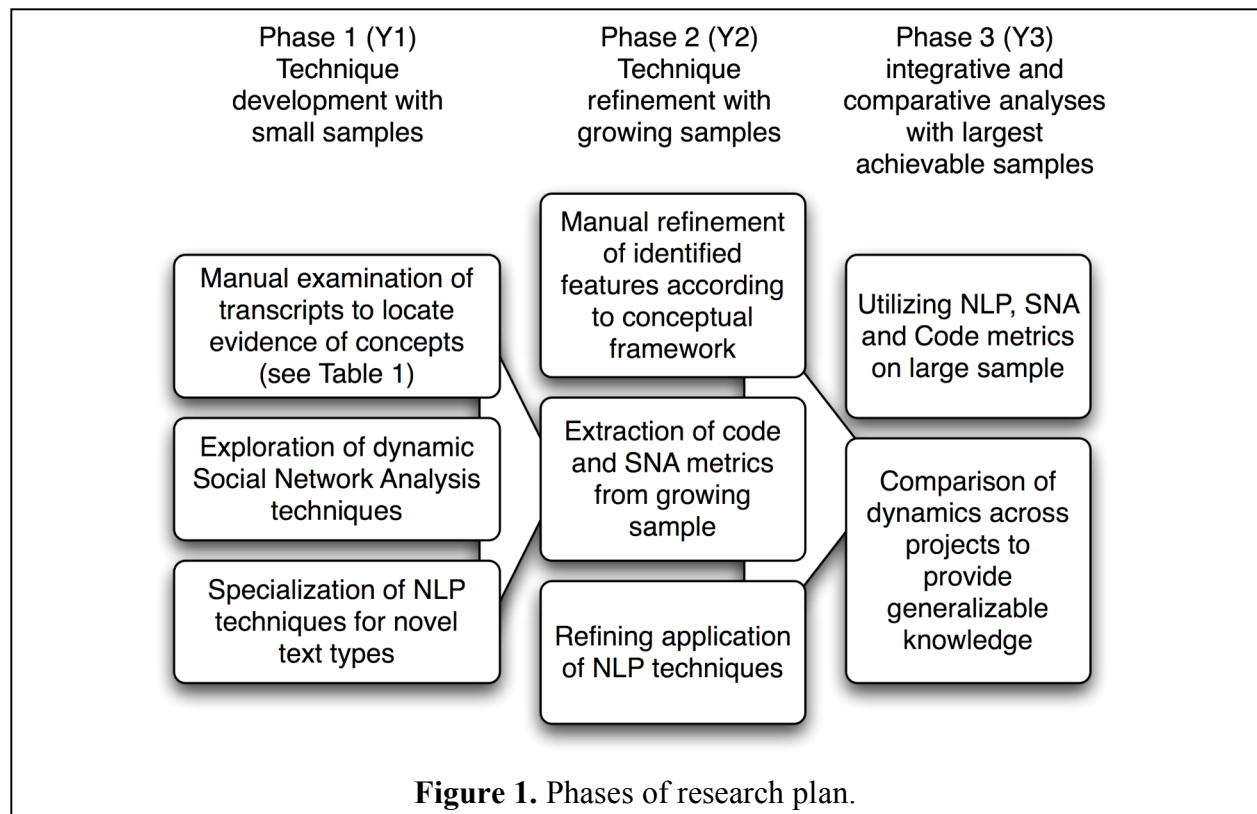 Phase 1 (Y1)
Technique
development with
small samples
Phase 2 (Y2)
Technique
refinement with
growing samples
Phase 3 (Y3)
integrative and
comparative analyses
with largest
achievable samples
Manual examination of
transcripts to locate
evidence of concepts
(see Table 1)
Exploration of dynamic
Social Network Analysis
techniques
Specialization of NLP
techniques for novel
text types
Manual refinement
of identified
features according
to conceptual
framework
Extraction of code
and SNA metrics
from growing
sample
Refining application
of NLP techniques
Utilizing NLP, SNA
and Code metrics
on large sample
Comparison of
dynamics across
projects to
provide
generalizable
knowledge
Figure 1. Phases of research plan.